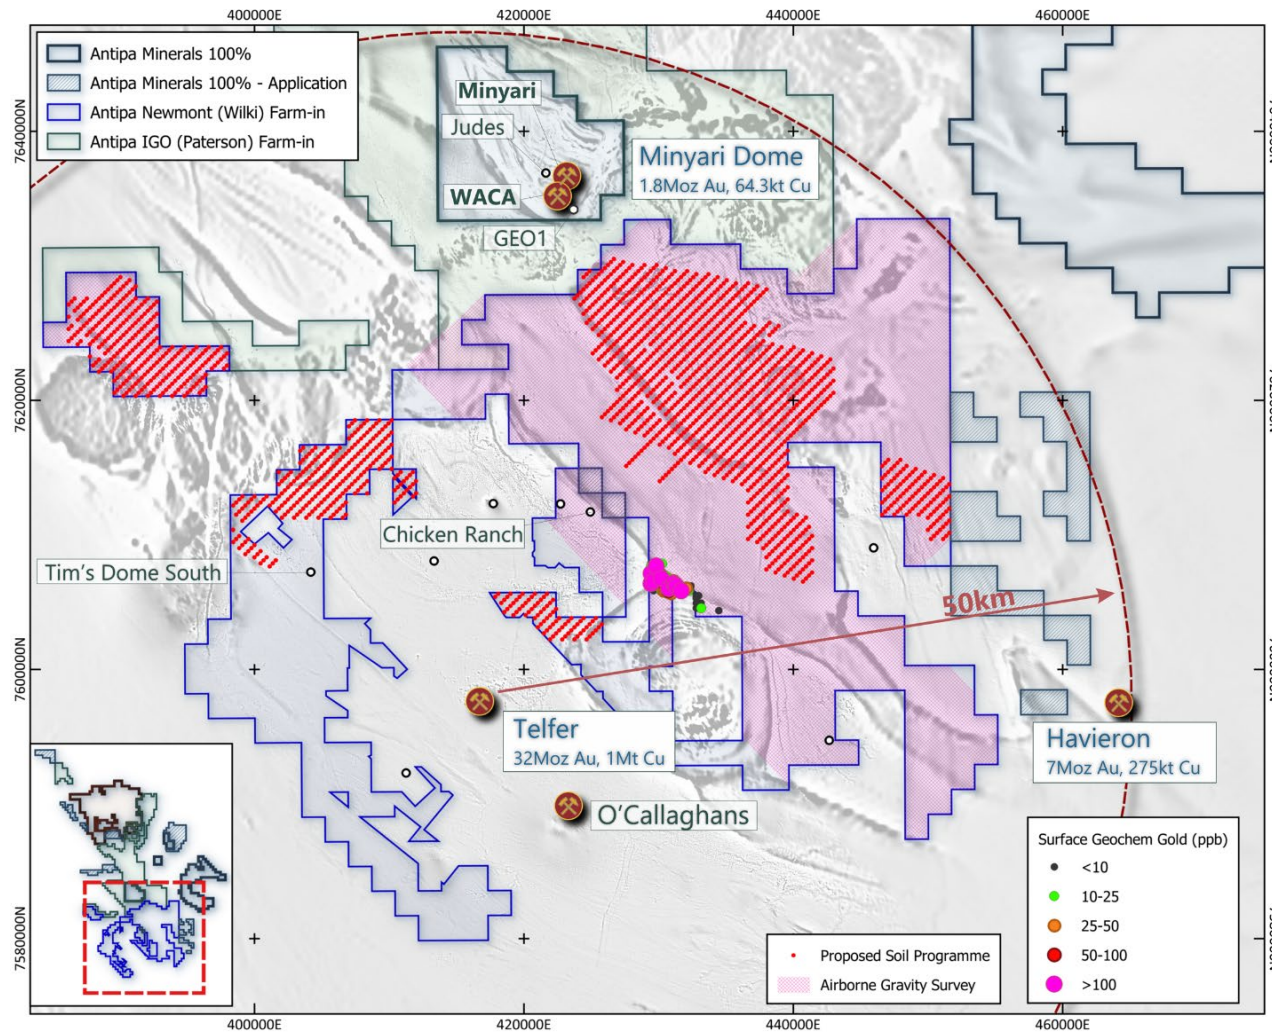 400000E
420000E
440000E
460000E
Antipa Minerals 100%
Antipa Minerals 100% - Application
Antipa Newmont (Wilki) Farm-in
Antipa IGO (Paterson) Farm-in
Minyari
Judes
Minyari Dome
1.8Moz Au, 64.3kt Cu
WACA
GEO1
7640000N
7640000N
7620000N
7620000N
Chicken Ranch
Tim's Dome South
50km
7600000N
7600000N
Telfer
32Moz Au, 1Mt Cu
Havieron
7Moz Au, 275kt Cu
O'Callaghans
7580000N
7580000N
Surface Geochem Gold (ppb)
<10
10-25
25-50
50-100
>100
Proposed Soil Programme
Airborne Gravity Survey
400000E
420000E
440000E
460000E